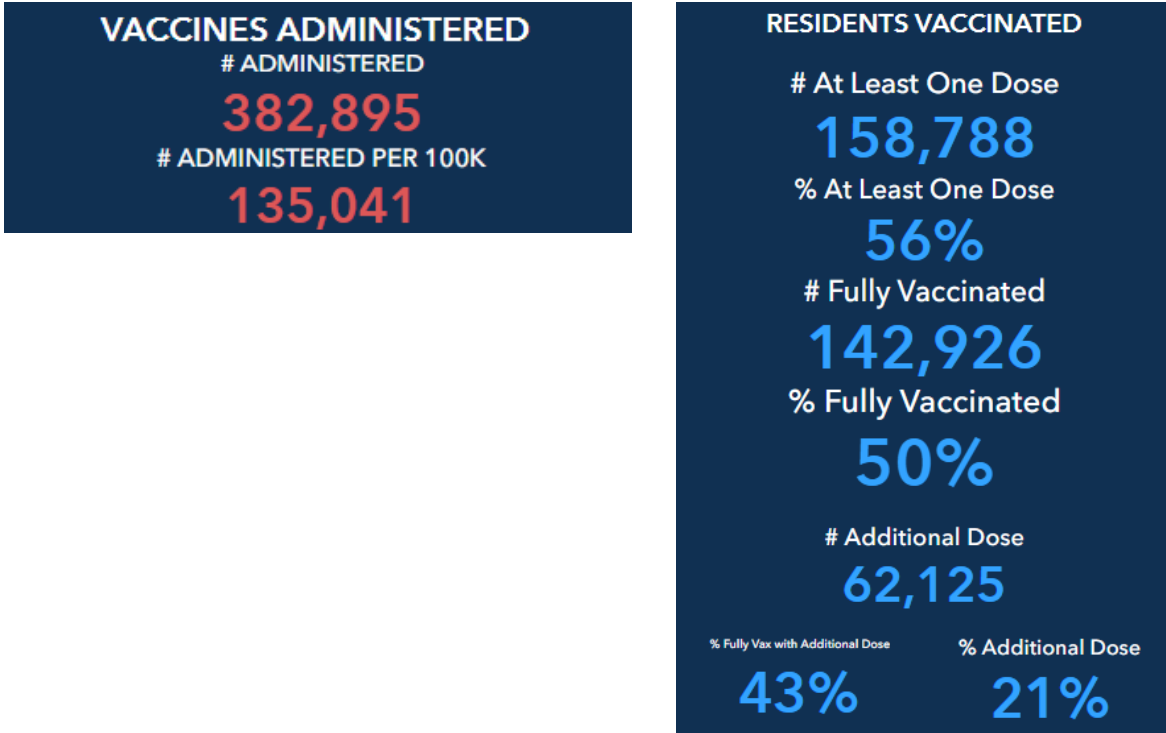 VACCINES ADMINISTERED
# ADMINISTERED
382,895
# ADMINISTERED PER 100K
135,041
RESIDENTS VACCINATED
# At Least One Dose
158,788
% At Least One Dose
56%
# Fully Vaccinated
142,926
% Fully Vaccinated
50%
# Additional Dose
62,125
% Fully Vax with Additional Dose
43%
% Additional Dose
21%